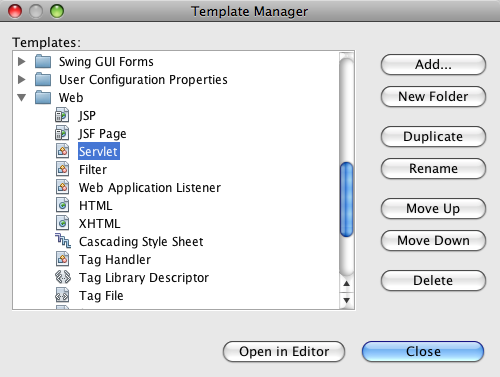 Template Manager
Templates:
Swing GUI Forms
User Configuration Properties
Web
JSP
JSF Page
Servlet
Filter
Web Application Listener
HTML
XHTML
Cascading Style Sheet
Tag Handler
Tag Library Descriptor
Tag File
Add...
New Folder
Duplicate
Rename
Move Up
Move Down
Delete
Open in Editor
Close